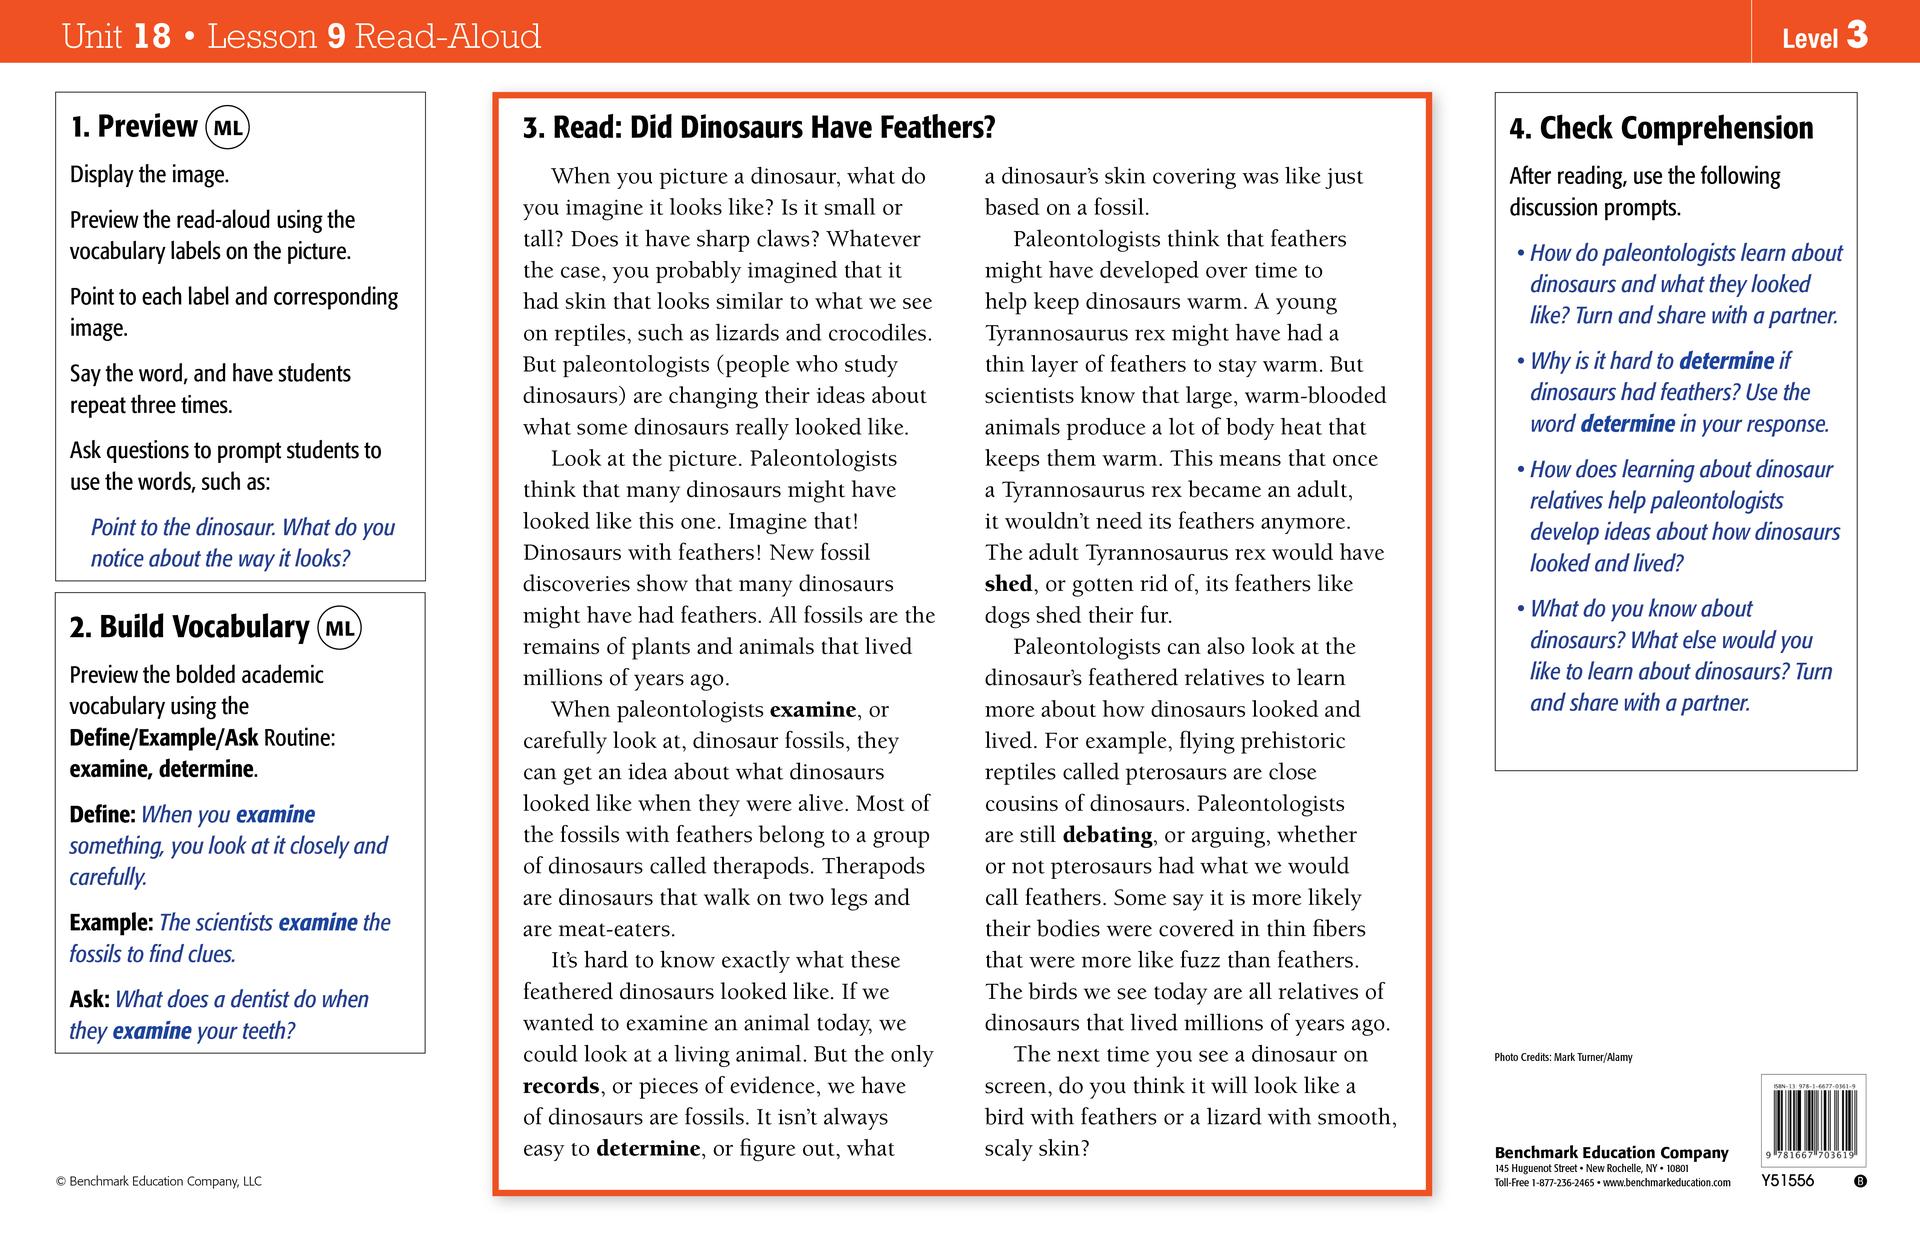 Unit 18 • Lesson 9 Read-Aloud
Level 3
1. Preview ML
Display the image.
Preview the read-aloud using the
vocabulary labels on the picture.
Point to each label and corresponding
image.
Say the word, and have students
repeat three times.
Ask questions to prompt students to
use the words, such as:
Point to the dinosaur. What do you
notice about the way it looks?
2. Build Vocabulary ML
Preview the bolded academic
vocabulary using the
Define/Example/Ask Routine:
examine, determine.
Define: When you examine
something, you look at it closely and
carefully.
Example: The scientists examine the
fossils to find clues.
Ask: What does a dentist do when
they examine your teeth?
© Benchmark Education Company, LLC
3. Read: Did Dinosaurs Have Feathers?
When you picture a dinosaur, what do
you imagine it looks like? Is it small or
tall? Does it have sharp claws? Whatever
the case, you probably imagined that it
had skin that looks similar to what we see
on reptiles, such as lizards and crocodiles.
But paleontologists (people who study
dinosaurs) are changing their ideas about
what some dinosaurs really looked like.
Look at the picture. Paleontologists
think that many dinosaurs might have
looked like this one. Imagine that!
Dinosaurs with feathers! New fossil
discoveries show that many dinosaurs
might have had feathers. All fossils are the
remains of plants and animals that lived
millions of years ago.
When paleontologists examine, or
carefully look at, dinosaur fossils, they
can get an idea about what dinosaurs
looked like when they were alive. Most of
the fossils with feathers belong to a group
of dinosaurs called therapods. Therapods
are dinosaurs that walk on two legs and
are meat-eaters.
It's hard to know exactly what these
feathered dinosaurs looked like. If we
wanted to examine an animal today, we
could look at a living animal. But the only
records, or pieces of evidence, we have
of dinosaurs are fossils. It isn't always
easy to determine, or figure out, what
a dinosaur's skin covering was like just
based on a fossil.
Paleontologists think that feathers
might have developed over time to
help keep dinosaurs warm. A young
Tyrannosaurus rex might have had a
thin layer of feathers to stay warm. But
scientists know that large, warm-blooded
animals produce a lot of body heat that
keeps them warm. This means that once
a Tyrannosaurus rex became an adult,
it wouldn't need its feathers anymore.
The adult Tyrannosaurus rex would have
shed, or gotten rid of, its feathers like
dogs shed their fur.
Paleontologists can also look at the
dinosaur's feathered relatives to learn
more about how dinosaurs looked and
lived. For example, flying prehistoric
reptiles called pterosaurs are close
cousins of dinosaurs. Paleontologists
are still debating, or arguing, whether
or not pterosaurs had what we would
call feathers. Some say it is more likely
their bodies were covered in thin fibers
that were more like fuzz than feathers.
The birds we see today are all relatives of
dinosaurs that lived millions of years ago.
The next time you see a dinosaur on
screen, do you think it will look like a
bird with feathers or a lizard with smooth,
scaly skin?
4. Check Comprehension
After reading, use the following
discussion prompts.
• How do paleontologists learn about
dinosaurs and what they looked
like? Turn and share with a partner.
• Why is it hard to determine if
dinosaurs had feathers? Use the
word determine in your response.
• How does learning about dinosaur
relatives help paleontologists
develop ideas about how dinosaurs
looked and lived?
• What do you know about
dinosaurs? What else would you
like to learn about dinosaurs? Turn
and share with a partner.
Photo Credits: Mark Turner/Alamy
Benchmark Education Company
145 Huguenot Street • New Rochelle, NY • 10801
Toll-Free 1-877-236-2465 • www.benchmarkeducation.com
ISBN-13 978-1-6677-0361-9
9 781667 703619
Y51556
B